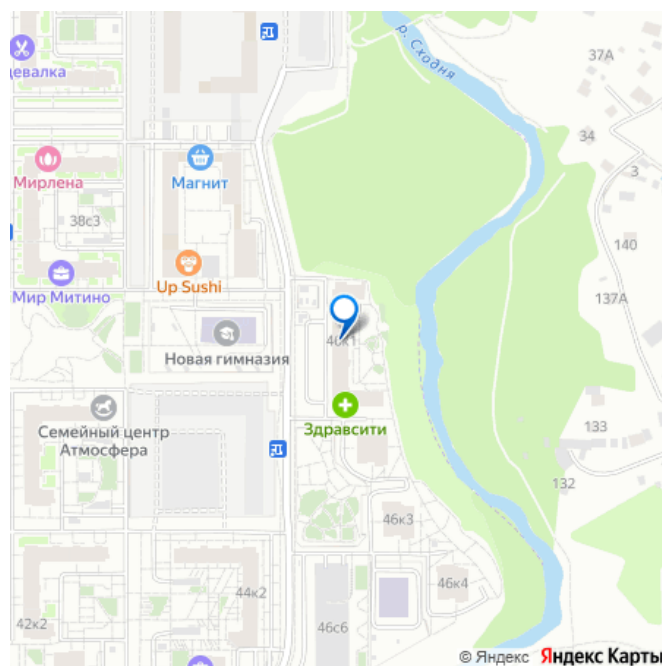 р. Сходня
37А
девалка
34
Мирлена
Магнит
3
38с3
140
Up Sushi
Мир Митино
137А
Новая гимназия
Здравсити
Семейный центр
Атмосфера
133
132
46к3
46к4
44к2
42к2
46с6
© Яндекс Яндекс Карты